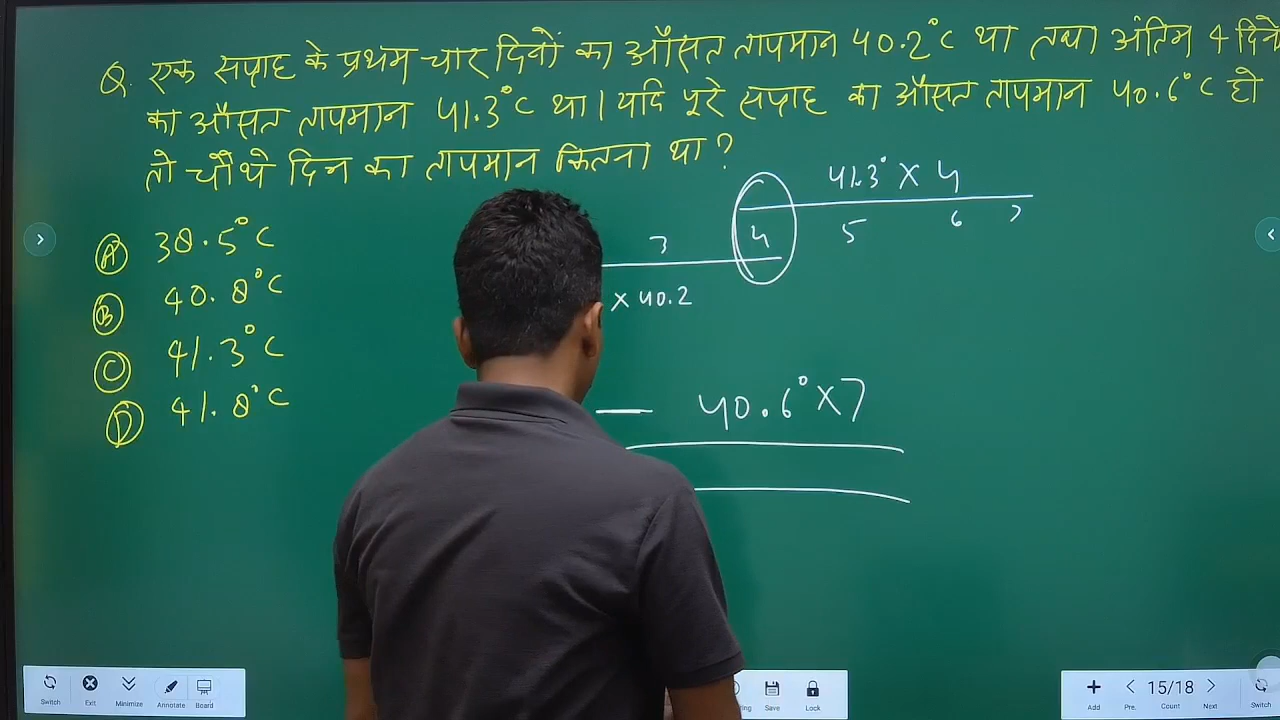 Q. एक सप्ताह के प्रथम चार दिनों का औसत तापमान 40.2°C था तथा अंतिम 4 दिनों
का औसत तापमान 41.3°C था। यदि पूरे सप्ताह का औसत तापमान 40.6°C हो
तो चौथे दिन का तापमान कितना था ?
41.3° X 4
3 4 5 6 7
x 40.2
A 38.5°C
B 40.8°C
C 41.3°C
D 41.8°C
— 40.6° X 7
Switch Exit Minimize Annotate Board
Save Lock
Add Pre. 15/18 Count Next Switch